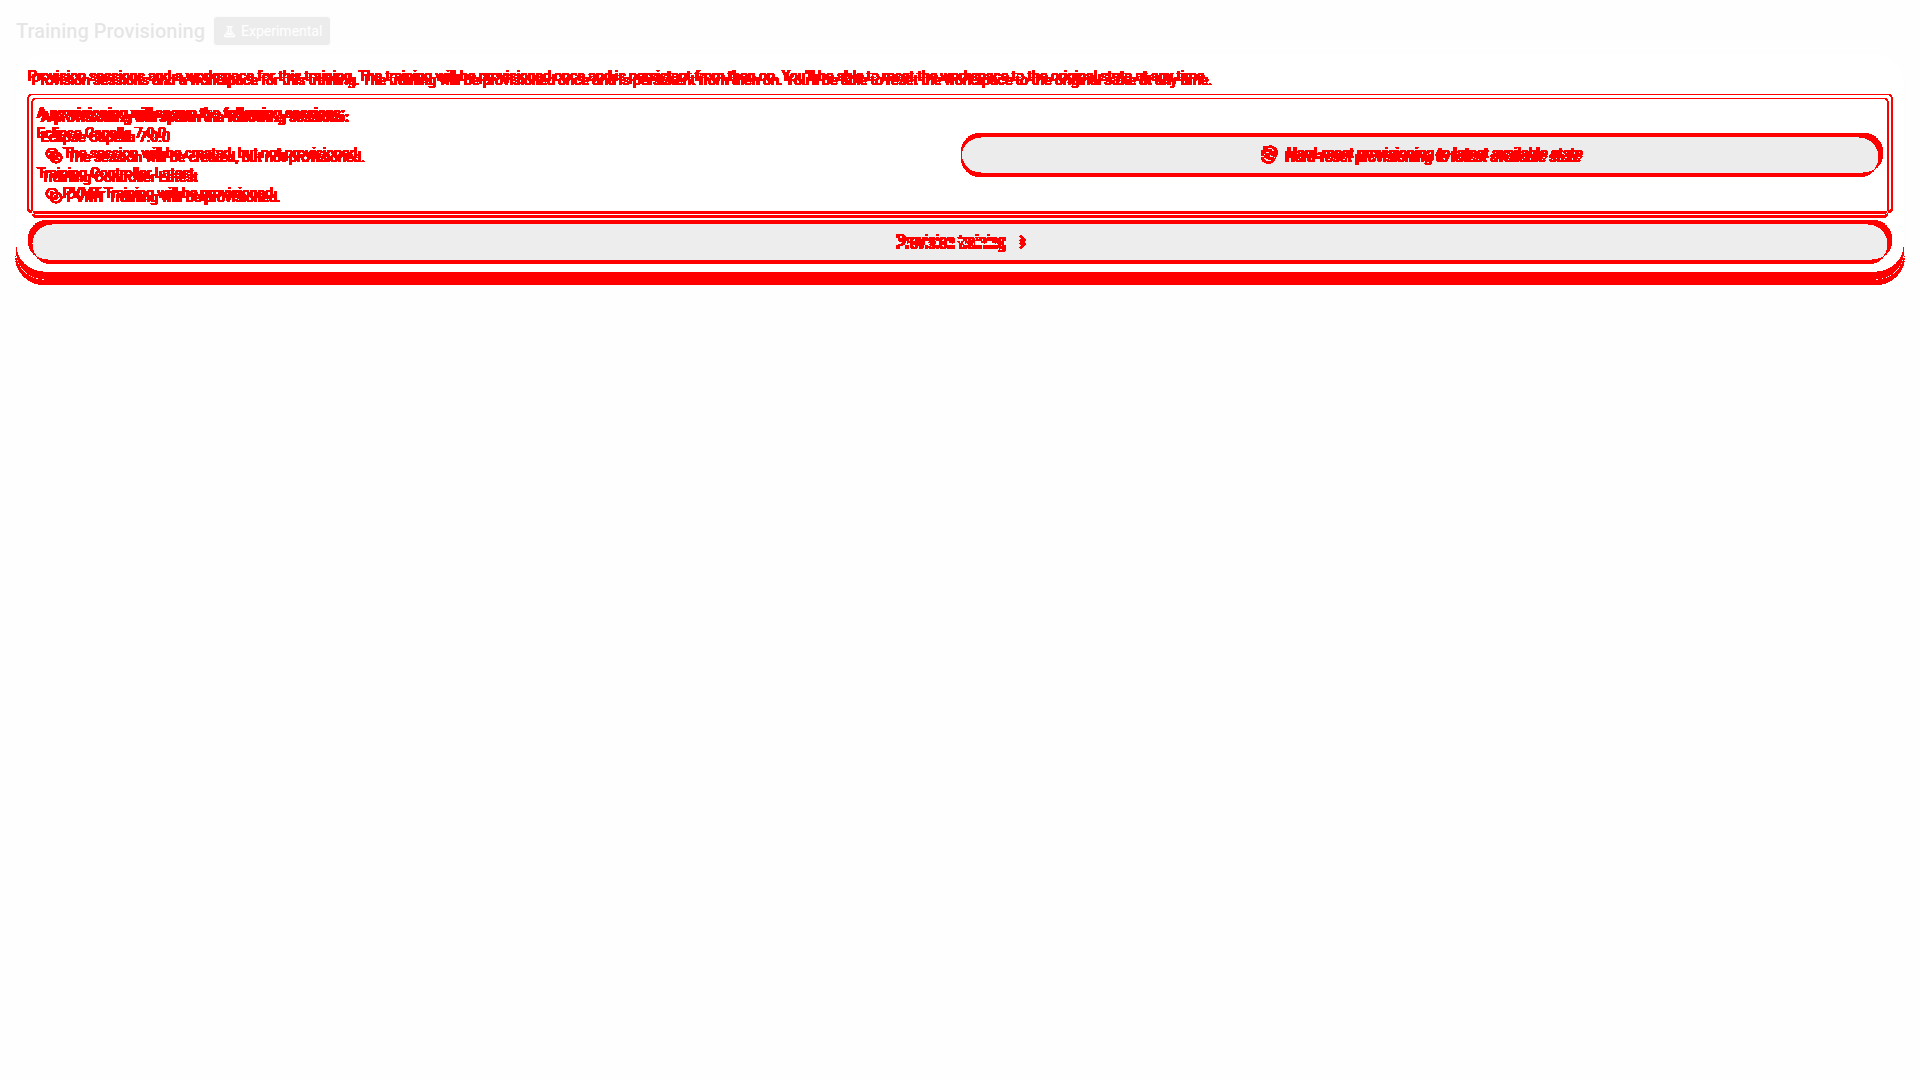 Training Provisioning
Experimental
Provision sessions and a workspace for this training. The training will be provisioned once and is persistent from then on. You'll be able to reset the workspace to the original state at any time.
A provisioning will spawn the following sessions:
Eclipse Capella 7.0.0
The session will be created, but not provisioned.
Hard-reset provisioning to latest available state
Training Controller Latest
PVMT Training will be provisioned.
Provision training